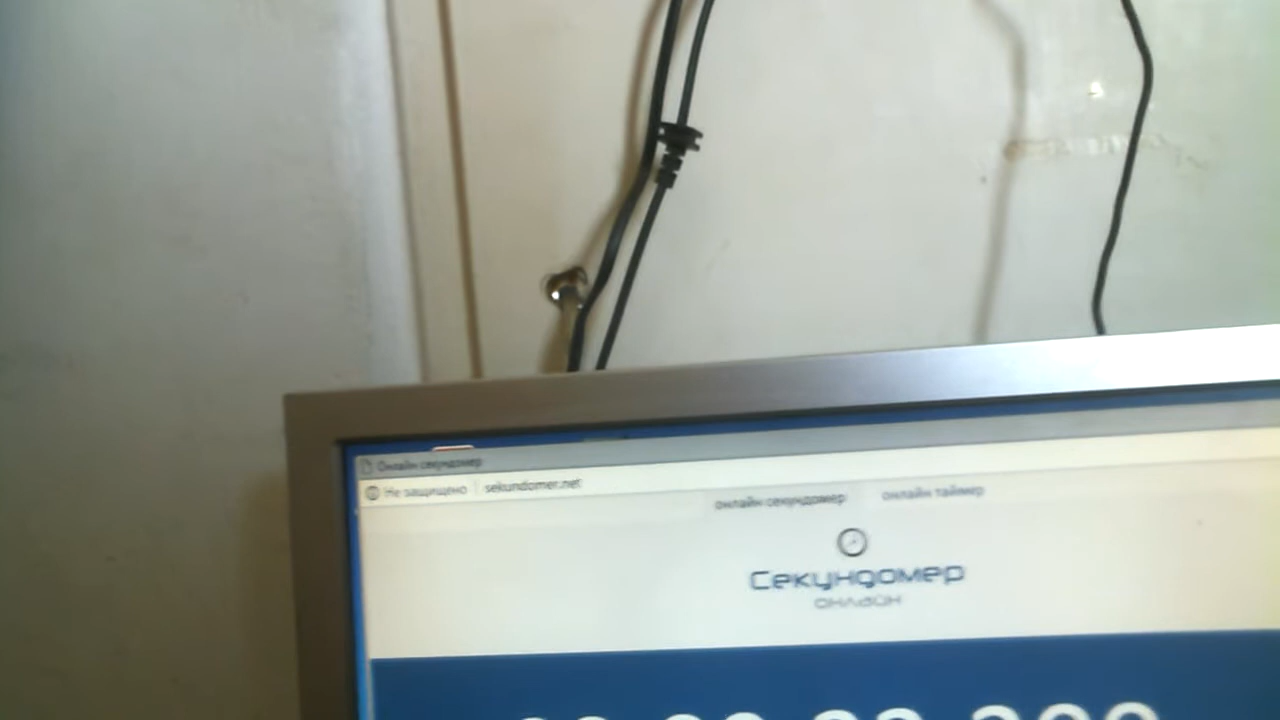 Онлайн секундомер
Не защищено sekundomer.net
онлайн секундомер онлайн таймер
Секундомер
онлайн